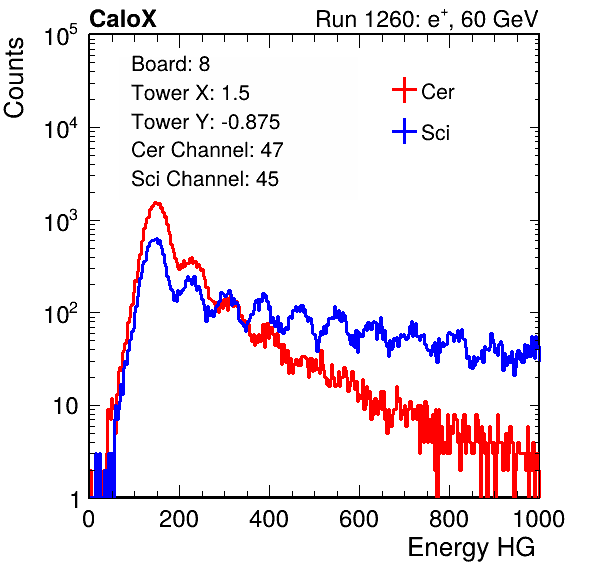 CaloX Run 1260: e⁺, 60 GeV
Counts
10⁵
10⁴
10³
10²
10
1
Board: 8
Tower X: 1.5
Tower Y: -0.875
Cer Channel: 47
Sci Channel: 45
Cer
Sci
0 200 400 600 800 1000
Energy HG